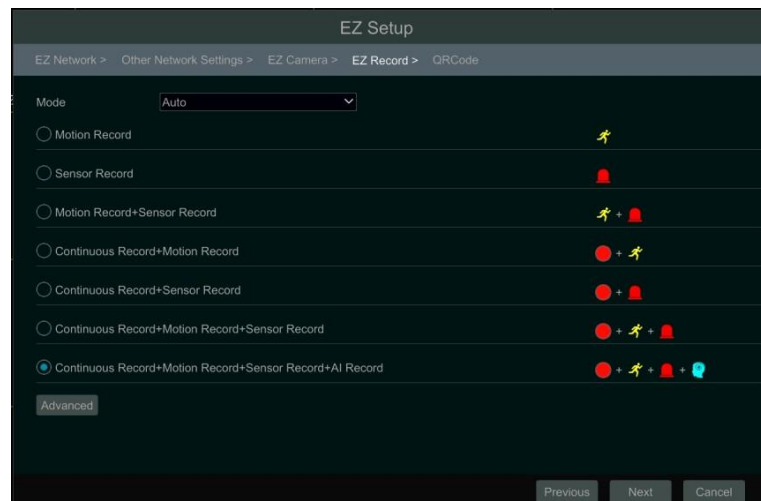 EZ Setup
EZ Network > Other Network Settings > EZ Camera > EZ Record > QRCode
Mode Auto
Motion Record
Sensor Record
Motion Record+Sensor Record
+
Continuous Record+Motion Record
+
Continuous Record+Sensor Record
+
Continuous Record+Motion Record+Sensor Record
+ +
Continuous Record+Motion Record+Sensor Record+AI Record
+ + +
Advanced
Previous Next Cancel